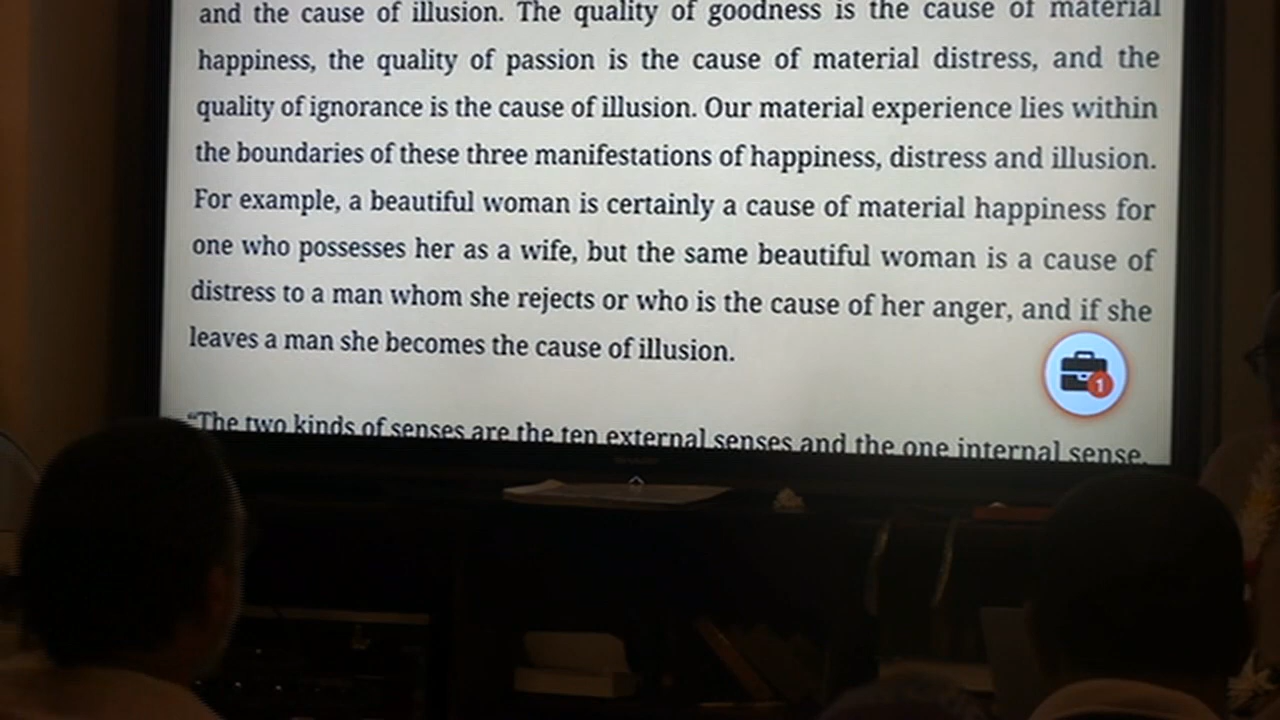 and the cause of illusion. The quality of goodness is the cause of material
happiness, the quality of passion is the cause of material distress, and the
quality of ignorance is the cause of illusion. Our material experience lies within
the boundaries of these three manifestations of happiness, distress and illusion.
For example, a beautiful woman is certainly a cause of material happiness for
one who possesses her as a wife, but the same beautiful woman is a cause of
distress to a man whom she rejects or who is the cause of her anger, and if she
leaves a man she becomes the cause of illusion.
1
“The two kinds of senses are the ten external senses and the one internal sense,